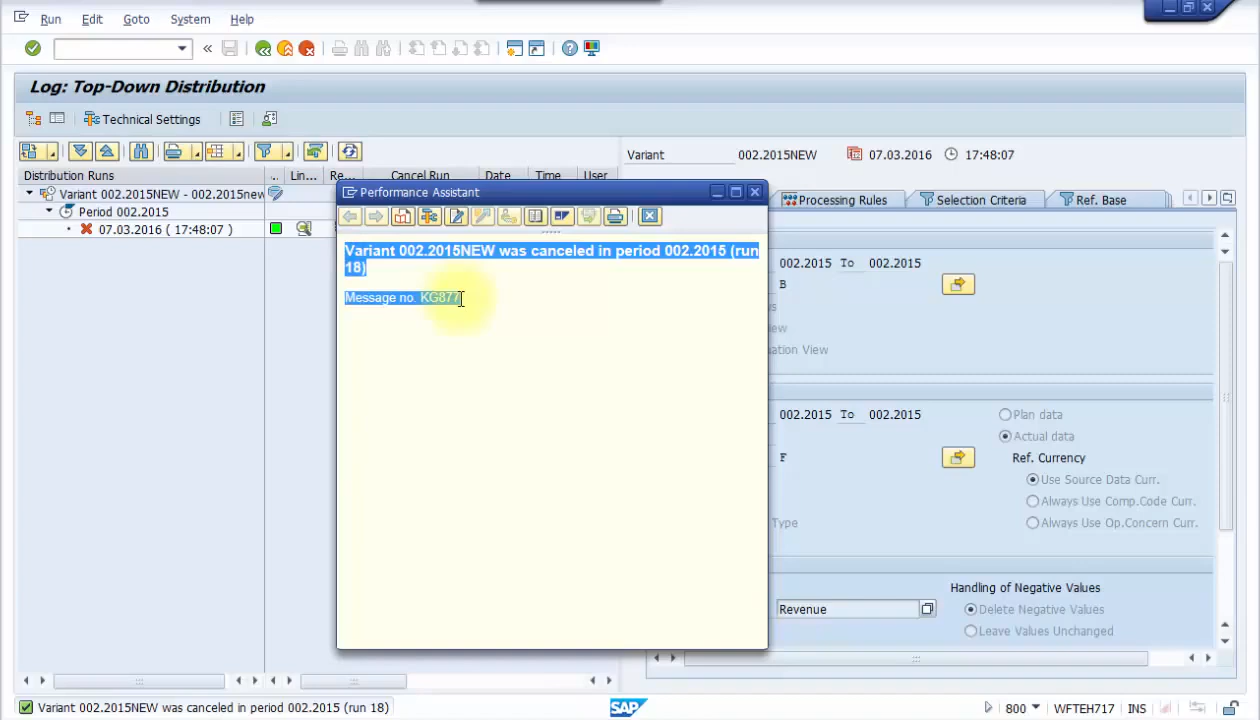 Run Edit Goto System Help
Log: Top-Down Distribution
Technical Settings
Variant 002.2015NEW 07.03.2016 17:48:07
Distribution Runs .. Lin... Re... Cancel Run Date Time User
Variant 002.2015NEW - 002.2015new
Period 002.2015
07.03.2016 ( 17:48:07 )
Performance Assistant
Variant 002.2015NEW was canceled in period 002.2015 (run
18)
Message no. KG877
Processing Rules Selection Criteria Ref. Base
002.2015 To 002.2015
B
002.2015 To 002.2015
Plan data
Actual data
F
Ref. Currency
Use Source Data Curr.
Always Use Comp.Code Curr.
Type
Always Use Op.Concern Curr.
Handling of Negative Values
Revenue
Delete Negative Values
Leave Values Unchanged
Variant 002.2015NEW was canceled in period 002.2015 (run 18)
SAP
800 WFTEH717 INS